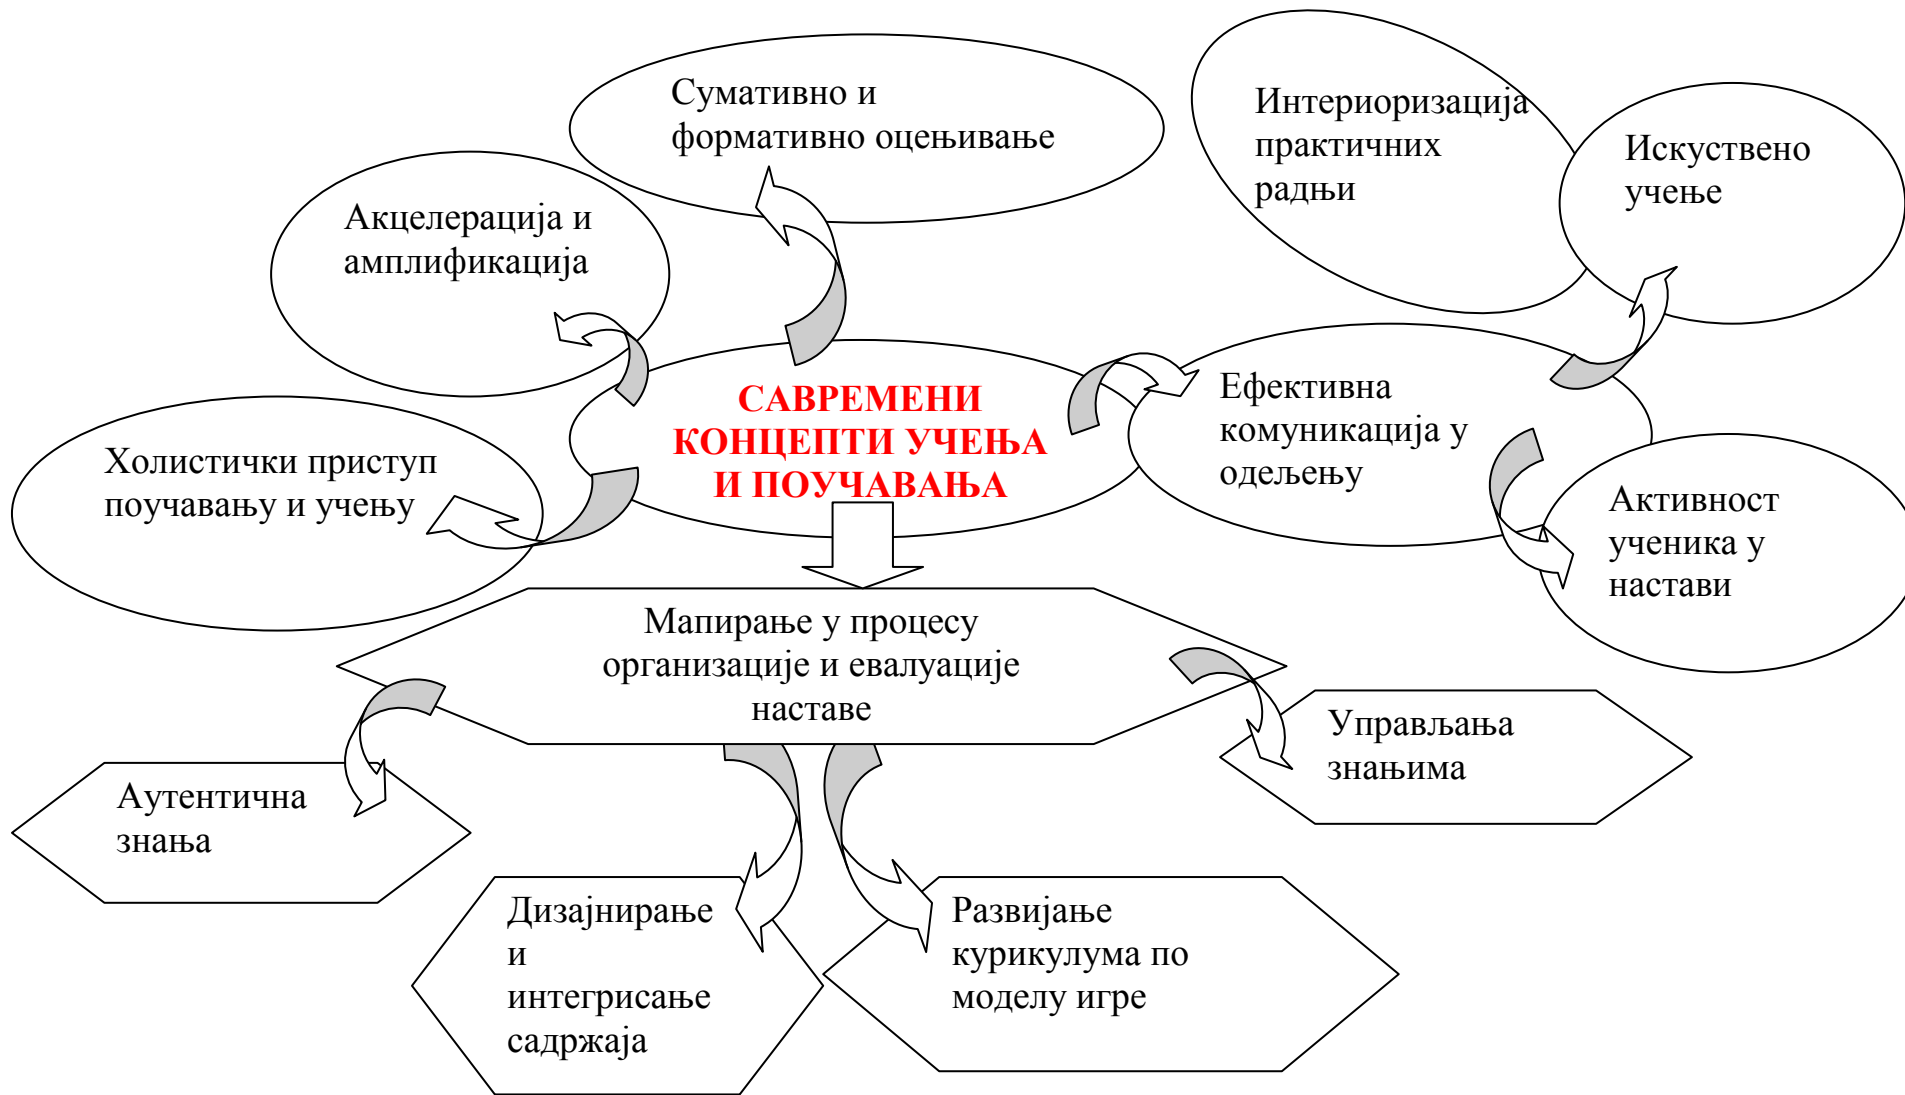 Сумативно и
формативно оцењивање
Интериоризација
практичних
радњи
Искуствено
учење
Акцелерација и
амплификација
САВРЕМЕНИ
КОНЦЕПТИ УЧЕЊА
И ПОУЧАВАЊА
Ефективна
комуникација у
одељењу
Холистички приступ
поучавању и учењу
Активност
ученика у
настави
Мапирање у процесу
организације и евалуације
наставе
Управљања
знањима
Аутентична
знања
Дизајнирање
и
интегрисање
садржаја
Развијање
курикулума по
моделу игре